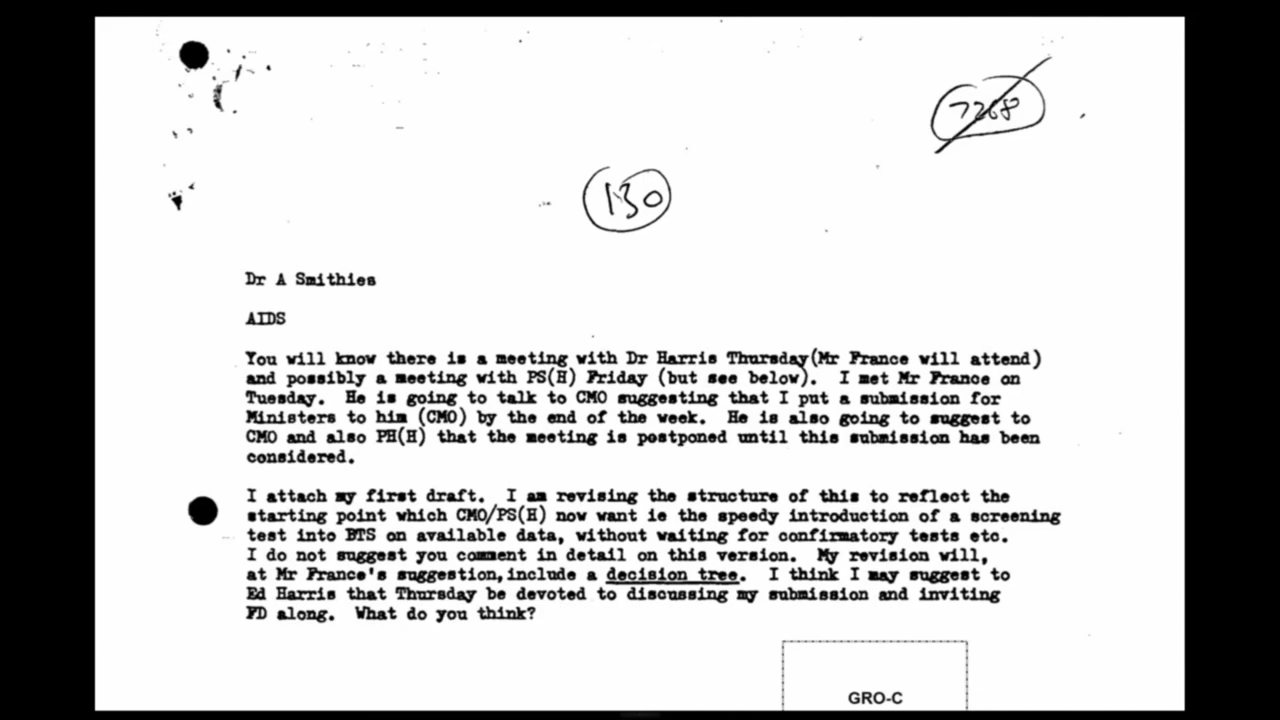 7268
130
Dr A Smithies
AIDS
You will know there is a meeting with Dr Harris Thursday(Mr France will attend)
and possibly a meeting with PS(H) Friday (but see below). I met Mr France on
Tuesday. He is going to talk to CMO suggesting that I put a submission for
Ministers to him (CMO) by the end of the week. He is also going to suggest to
CMO and also PH(H) that the meeting is postponed until this submission has been
considered.
I attach my first draft. I am revising the structure of this to reflect the
starting point which CMO/PS(H) now want ie the speedy introduction of a screening
test into BTS on available data, without waiting for confirmatory tests etc.
I do not suggest you comment in detail on this version. My revision will,
at Mr France's suggestion, include a decision tree. I think I may suggest to
Ed Harris that Thursday be devoted to discussing my submission and inviting
FD along. What do you think?
GRO-C